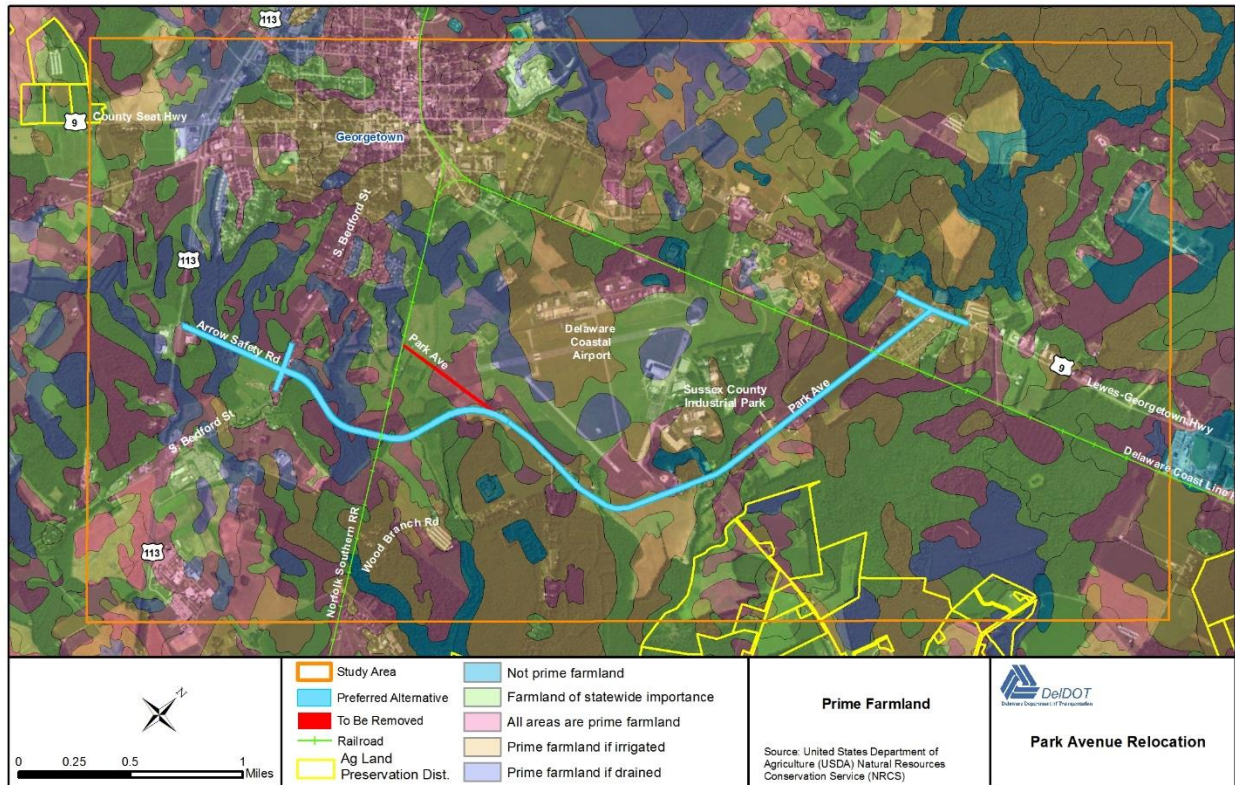 113
113
County Seat Hwy
9
Georgetown
S. Bedford St
113
Arrow Safety Rd
Park Ave
Delaware
Coastal
Airport
Sussex County
Industrial Park
Park Ave
9
Lewes-Georgetown Hwy
S. Bedford St
Delaware Coast Line R
Wood Branch Rd
113
Norfolk Southern RR
N
0 0.25 0.5 1
Miles
Study Area
Preferred Alternative
To Be Removed
Railroad
Ag Land
Preservation Dist.
Not prime farmland
Farmland of statewide importance
All areas are prime farmland
Prime farmland if irrigated
Prime farmland if drained
Prime Farmland
Source: United States Department of
Agriculture (USDA) Natural Resources
Conservation Service (NRCS)
DelDOT
Delaware Department of Transportation
Park Avenue Relocation